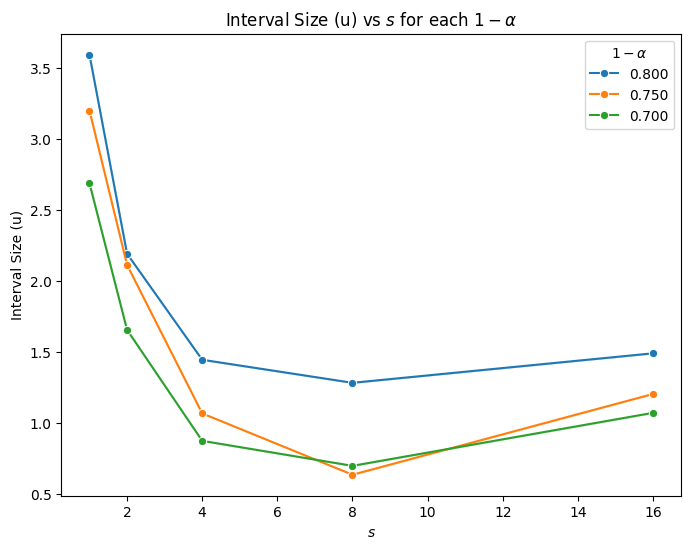 Interval Size (u) vs s for each 1 − α
Interval Size (u)
3.5
3.0
2.5
2.0
1.5
1.0
0.5
1 − α
0.800
0.750
0.700
2 4 6 8 10 12 14 16
s